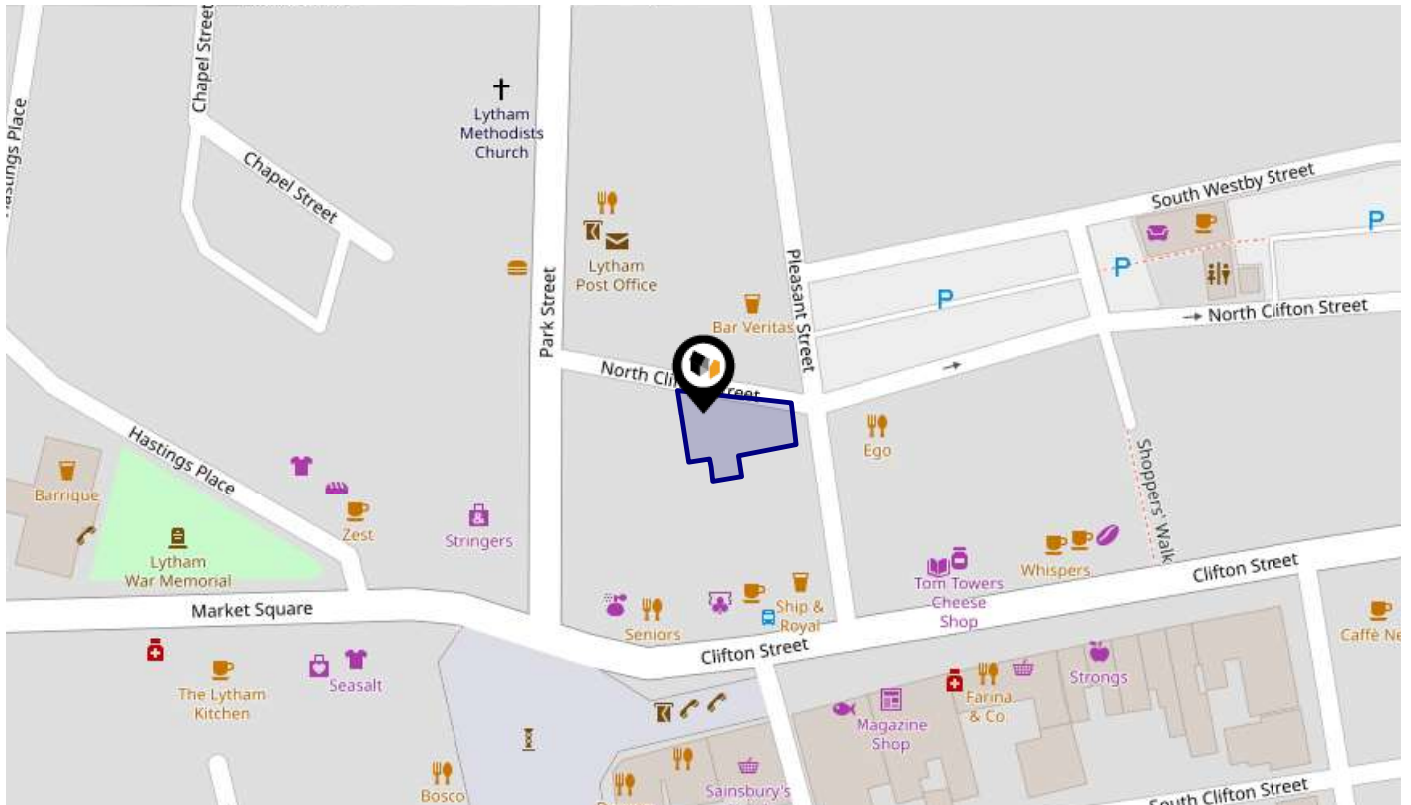 Chapel Street
Hastings Place
Lytham
Methodists
Church
Chapel Street
South Westby Street
P
Lytham
Post Office
Pleasant Street
P
P
Park Street
Bar Veritas
North Clifton Street
North Cli
Street
Hastings Place
Ego
Shoppers' Walk
Barrique
Zest
Stringers
Lytham
War Memorial
Whispers
Clifton Street
Tom Towers
Cheese
Shop
Market Square
Ship &
Royal
Seniors
Clifton Street
Caffè Ne
The Lytham
Kitchen
Seasalt
Strongs
Farina
& Co
Magazine
Shop
Bosco
Sainsbury's
South Clifton Street